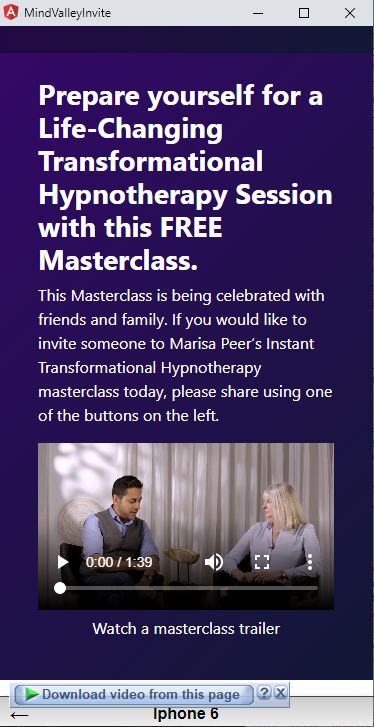 MindValleyInvite
Prepare yourself for a
Life-Changing
Transformational
Hypnotherapy Session
with this FREE
Masterclass.
This Masterclass is being celebrated with
friends and family. If you would like to
invite someone to Marisa Peer's Instant
Transformational Hypnotherapy
masterclass today, please share using one
of the buttons on the left.
0:00 / 1:39
Watch a masterclass trailer
Download video from this page ? X
Iphone 6